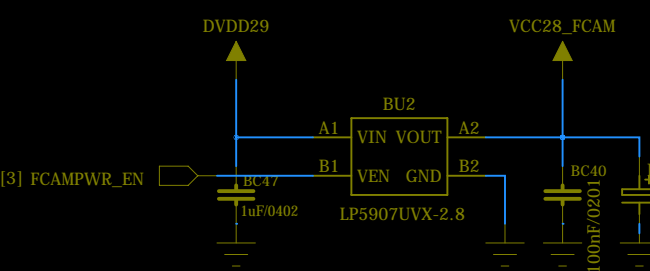 DVDD29
VCC28_FCAM
BU2
A1 VIN VOUT A2
[3] FCAMPWR_EN
B1 VEN GND B2
BC47
1uF/0402
LP5907UVX-2.8
BC40
100nF/0201
+